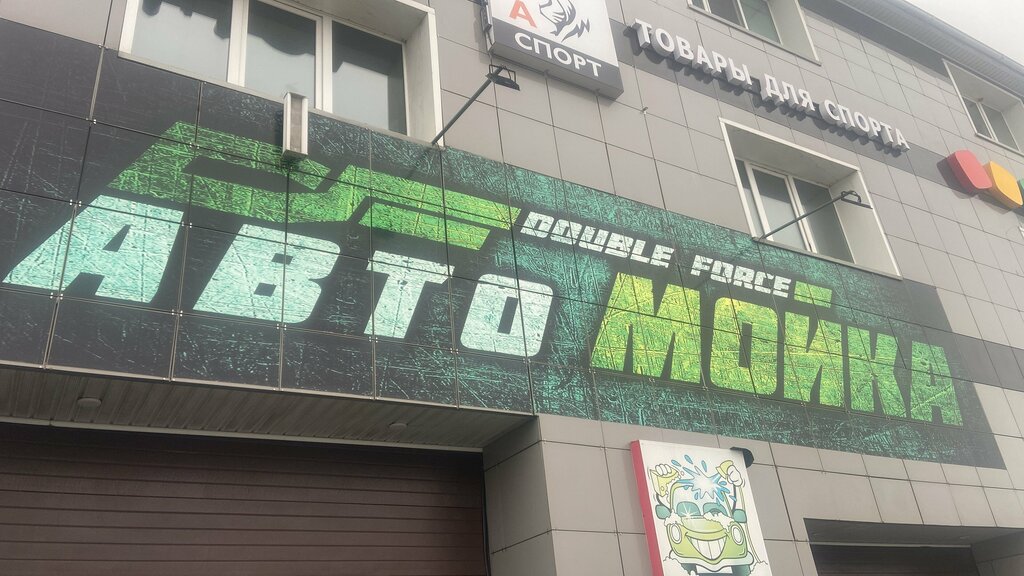 А
СПОРТ
ТОВАРЫ ДЛЯ СПОРТА
DOUBLE FORCE
АВТО МОЙКА